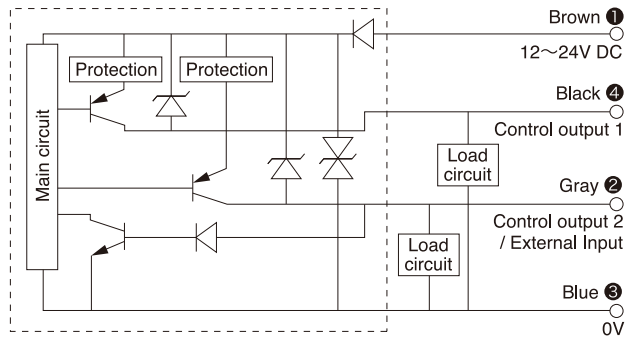 Brown ❶
12～24V DC
Protection
Protection
Black ❹
Control output 1
Main circuit
Load
circuit
Gray ❷
Control output 2
/ External Input
Load
circuit
Blue ❸
0V